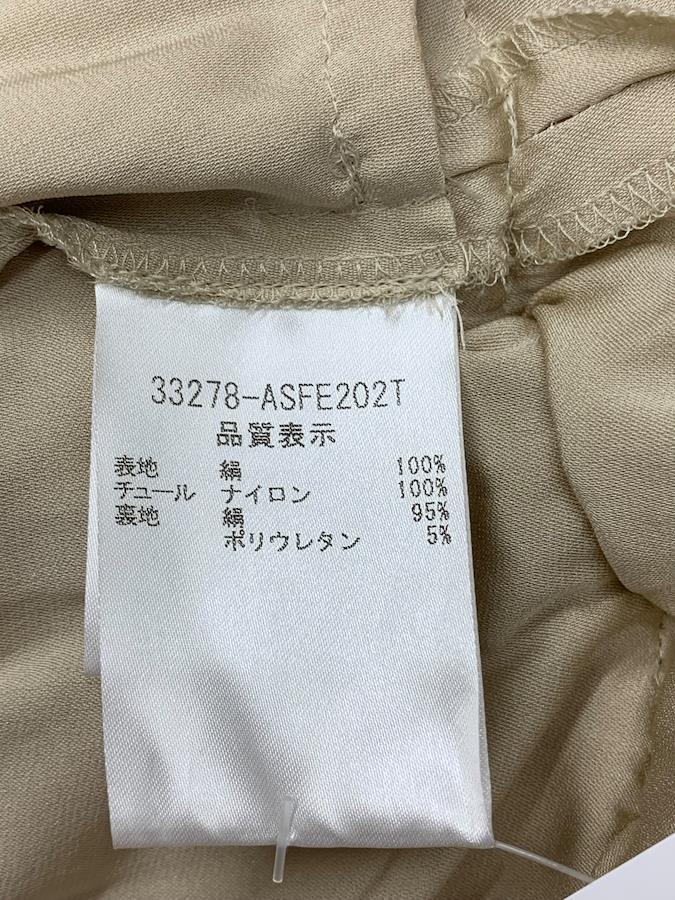 33278-ASFE202T
品質表示
表地 絹 100%
チュール ナイロン 100%
裏地 絹 95%
ポリウレタン 5%